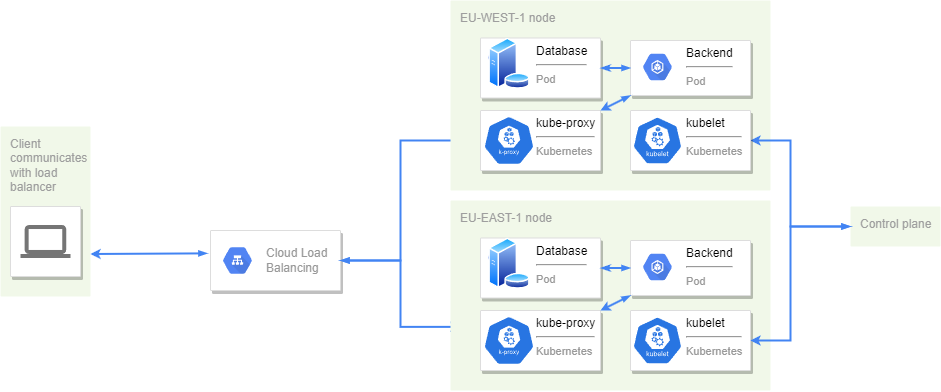 EU-WEST-1 node
Database
Pod
Backend
Pod
kube-proxy
Kubernetes
k-proxy
kubelet
Kubernetes
kubelet
Client
communicates
with load
balancer
Cloud Load
Balancing
Control plane
EU-EAST-1 node
Database
Pod
Backend
Pod
kube-proxy
Kubernetes
k-proxy
kubelet
Kubernetes
kubelet